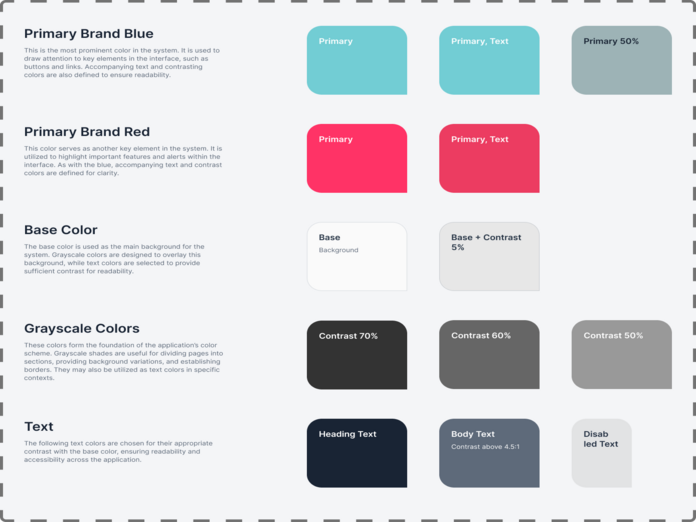 Primary Brand Blue
This is the most prominent color in the system. It is used to
draw attention to key elements in the interface, such as
buttons and links. Accompanying text and contrasting
colors are also defined to ensure readability.
Primary
Primary, Text
Primary 50%
Primary Brand Red
This color serves as another key element in the system. It is
utilized to highlight important features and alerts within the
interface. As with the blue, accompanying text and contrast
colors are defined for clarity.
Primary
Primary, Text
Base Color
The base color is used as the main background for the
system. Grayscale colors are designed to overlay this
background, while text colors are selected to provide
sufficient contrast for readability.
Base
Background
Base + Contrast
5%
Grayscale Colors
These colors form the foundation of the application's color
scheme. Grayscale shades are useful for dividing pages into
sections, providing background variations, and establishing
borders. They may also be utilized as text colors in specific
contexts.
Contrast 70%
Contrast 60%
Contrast 50%
Text
The following text colors are chosen for their appropriate
contrast with the base color, ensuring readability and
accessibility across the application.
Heading Text
Body Text
Contrast above 4.5:1
Disab
led Text